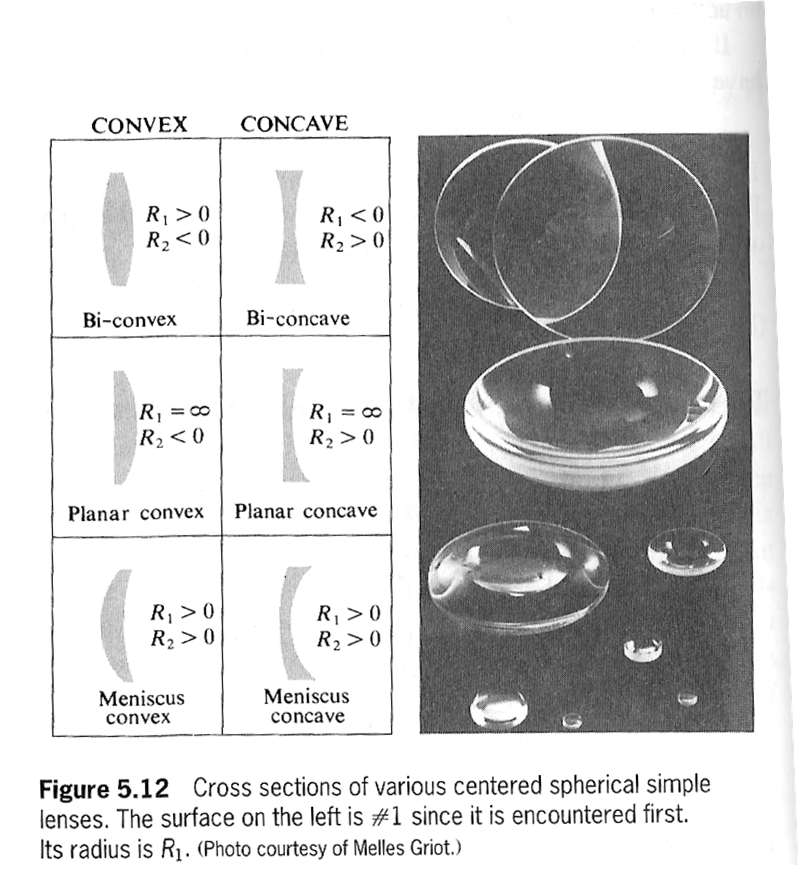 CONVEX CONCAVE
R₁ > 0
R₂ < 0
Bi-convex
R₁ < 0
R₂ > 0
Bi-concave
R₁ = ∞
R₂ < 0
Planar convex
R₁ = ∞
R₂ > 0
Planar concave
R₁ > 0
R₂ > 0
Meniscus
convex
R₁ > 0
R₂ > 0
Meniscus
concave
Figure 5.12 Cross sections of various centered spherical simple
lenses. The surface on the left is #1 since it is encountered first.
Its radius is R₁. (Photo courtesy of Melles Griot.)